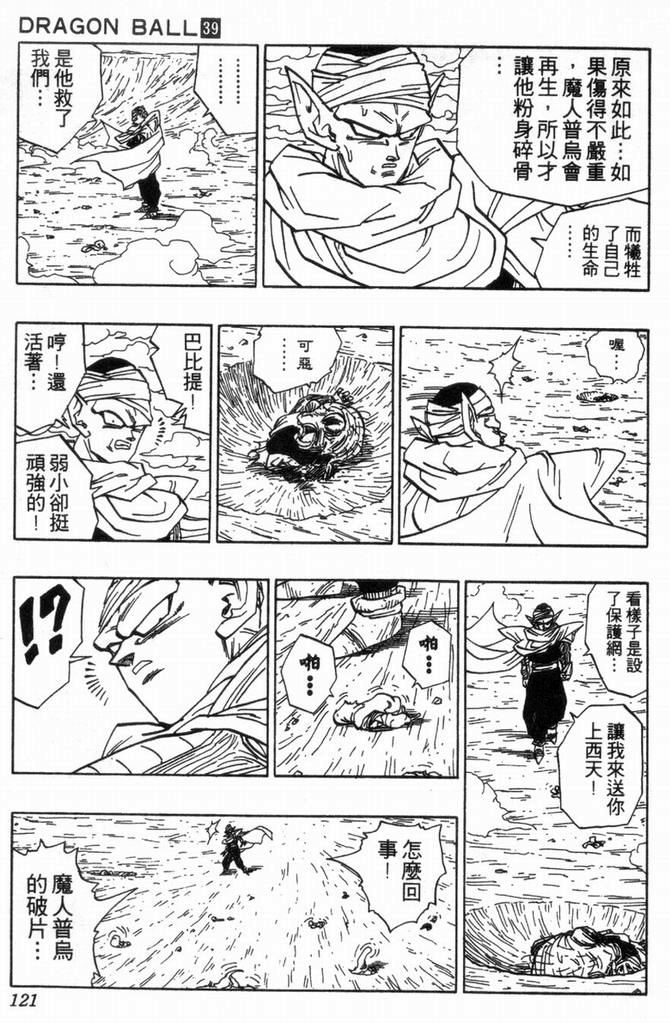 DRAGON BALL 39
原來如此…如
果傷得不嚴重
，魔人普烏會
再生，所以才
讓他粉身碎骨
…
而犧牲
了自己
的生命
……
………
是他救了
我們…
喔…
……
可惡
巴比提！
哼！還
活著…
弱小卻挺
頑強的！
看樣子是設
了保護網…
讓我來送你
上西天！
啪…
啪…
!?
怎麼回
事！
魔人普烏
的破片…
121